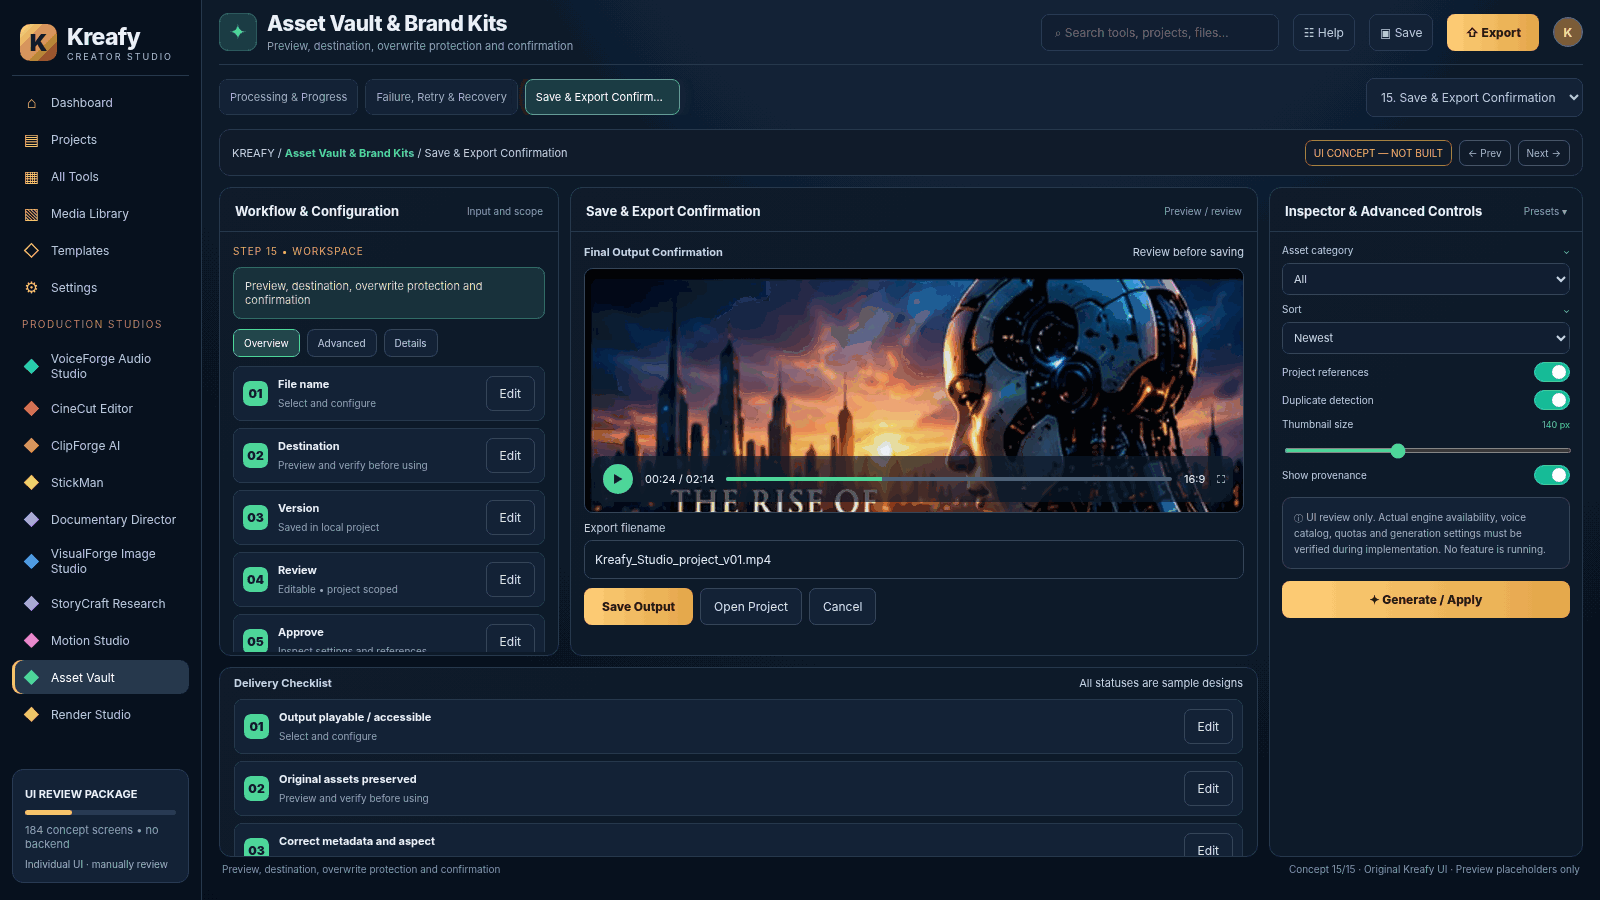 K
Kreafy
CREATOR STUDIO
Dashboard
Projects
All Tools
Media Library
Templates
Settings
PRODUCTION STUDIOS
VoiceForge Audio
Studio
CineCut Editor
ClipForge AI
StickMan
Documentary Director
VisualForge Image
Studio
StoryCraft Research
Motion Studio
Asset Vault
Render Studio
UI REVIEW PACKAGE
184 concept screens • no
backend
Individual UI · manually review
Asset Vault & Brand Kits
Preview, destination, overwrite protection and confirmation
Search tools, projects, files...
Help
Save
Export
K
Processing & Progress
Failure, Retry & Recovery
Save & Export Confirm...
15. Save & Export Confirmation
KREAFY / Asset Vault & Brand Kits / Save & Export Confirmation
UI CONCEPT — NOT BUILT
← Prev
Next →
Workflow & Configuration
Input and scope
STEP 15 • WORKSPACE
Preview, destination, overwrite protection and
confirmation
Overview
Advanced
Details
01
File name
Select and configure
Edit
02
Destination
Preview and verify before using
Edit
03
Version
Saved in local project
Edit
04
Review
Editable • project scoped
Edit
05
Approve
Inspect settings and references
Edit
Save & Export Confirmation
Preview / review
Final Output Confirmation
Review before saving
00:24 / 02:14
16:9
THE RISE OF
Export filename
Kreafy_Studio_project_v01.mp4
Save Output
Open Project
Cancel
Delivery Checklist
All statuses are sample designs
01
Output playable / accessible
Select and configure
Edit
02
Original assets preserved
Preview and verify before using
Edit
03
Correct metadata and aspect
Edit
Inspector & Advanced Controls
Presets ▾
Asset category
All
Sort
Newest
Project references
Duplicate detection
Thumbnail size
140 px
Show provenance
ⓘ UI review only. Actual engine availability, voice
catalog, quotas and generation settings must be
verified during implementation. No feature is running.
✦ Generate / Apply
Preview, destination, overwrite protection and confirmation
Concept 15/15 · Original Kreafy UI · Preview placeholders only